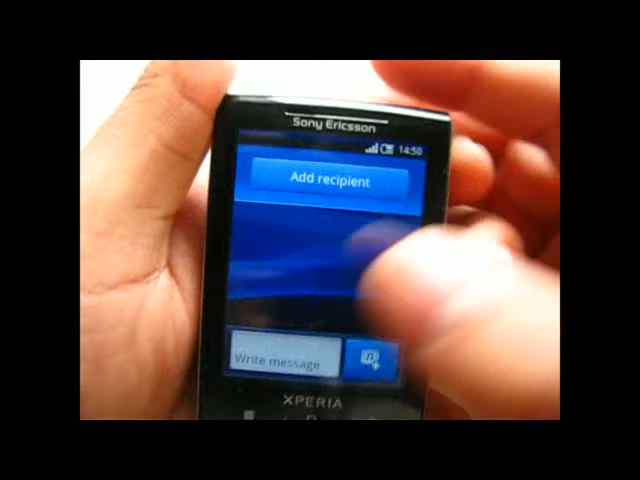 Sony Ericsson
14:50
Add recipient
Write message
XPERIA